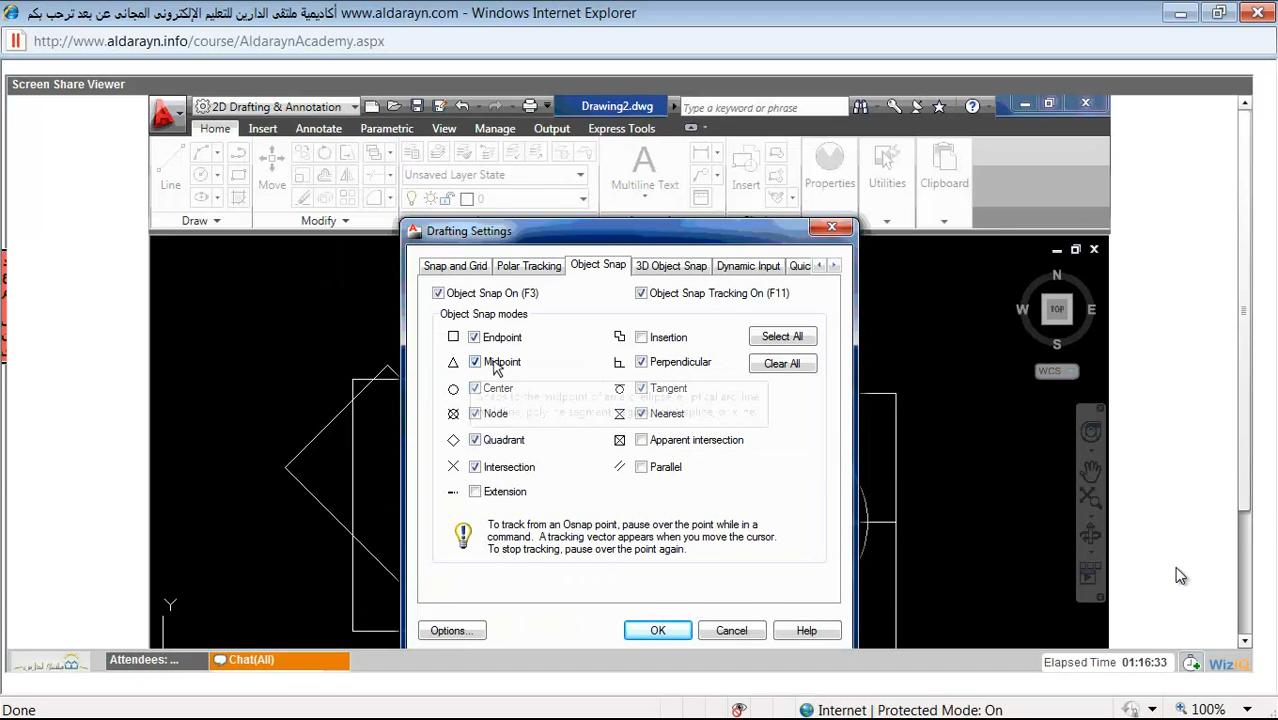 أكاديمية ملتقى الدارين للتعليم الإلكترونى المجانى عن بعد ترحب بكم www.aldarayn.com - Windows Internet Explorer
http://www.aldarayn.info/course/AldaraynAcademy.aspx
Screen Share Viewer
2D Drafting & Annotation
Drawing2.dwg
Type a keyword or phrase
Home Insert Annotate Parametric View Manage Output Express Tools
Line
Move
Unsaved Layer State
0
Multiline Text
Insert
Properties
Utilities
Clipboard
Draw
Modify
Drafting Settings
Snap and Grid Polar Tracking Object Snap 3D Object Snap Dynamic Input Quic
Object Snap On (F3)
Object Snap Tracking On (F11)
Object Snap modes
Endpoint
Insertion
Select All
Midpoint
Perpendicular
Clear All
Center
Tangent
Node
Nearest
Quadrant
Apparent intersection
Intersection
Parallel
Extension
To track from an Osnap point, pause over the point while in a
command. A tracking vector appears when you move the cursor.
To stop tracking, pause over the point again.
Options...
OK
Cancel
Help
N
W
TOP
E
S
WCS
Y
Attendees: ...
Chat(All)
Elapsed Time 01:16:33
WizIQ
Done
Internet | Protected Mode: On
100%